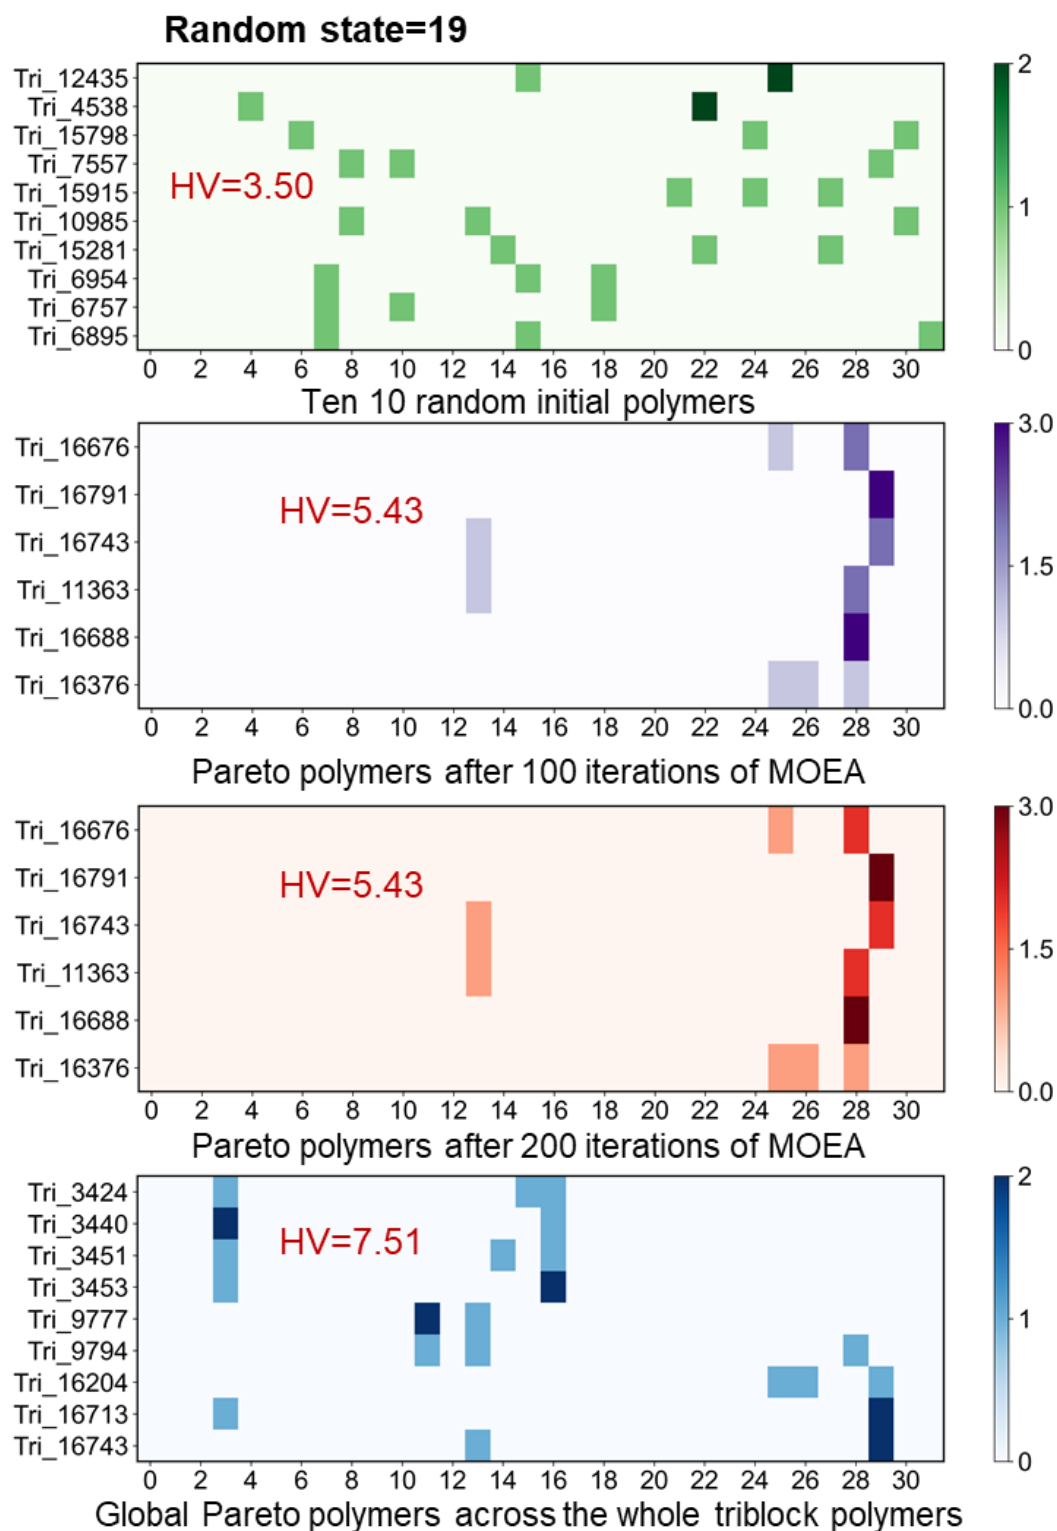 Random state=19
Tri_12435
Tri_4538
Tri_15798
Tri_7557
Tri_15915
Tri_10985
Tri_15281
Tri_6954
Tri_6757
Tri_6895
HV=3.50
2
1
0
0 2 4 6 8 10 12 14 16 18 20 22 24 26 28 30
Ten 10 random initial polymers
Tri_16676
Tri_16791
Tri_16743
Tri_11363
Tri_16688
Tri_16376
HV=5.43
3.0
1.5
0.0
0 2 4 6 8 10 12 14 16 18 20 22 24 26 28 30
Pareto polymers after 100 iterations of MOEA
Tri_16676
Tri_16791
Tri_16743
Tri_11363
Tri_16688
Tri_16376
HV=5.43
3.0
1.5
0.0
0 2 4 6 8 10 12 14 16 18 20 22 24 26 28 30
Pareto polymers after 200 iterations of MOEA
Tri_3424
Tri_3440
Tri_3451
Tri_3453
Tri_9777
Tri_9794
Tri_16204
Tri_16713
Tri_16743
HV=7.51
2
1
0
0 2 4 6 8 10 12 14 16 18 20 22 24 26 28 30
Global Pareto polymers across the whole triblock polymers